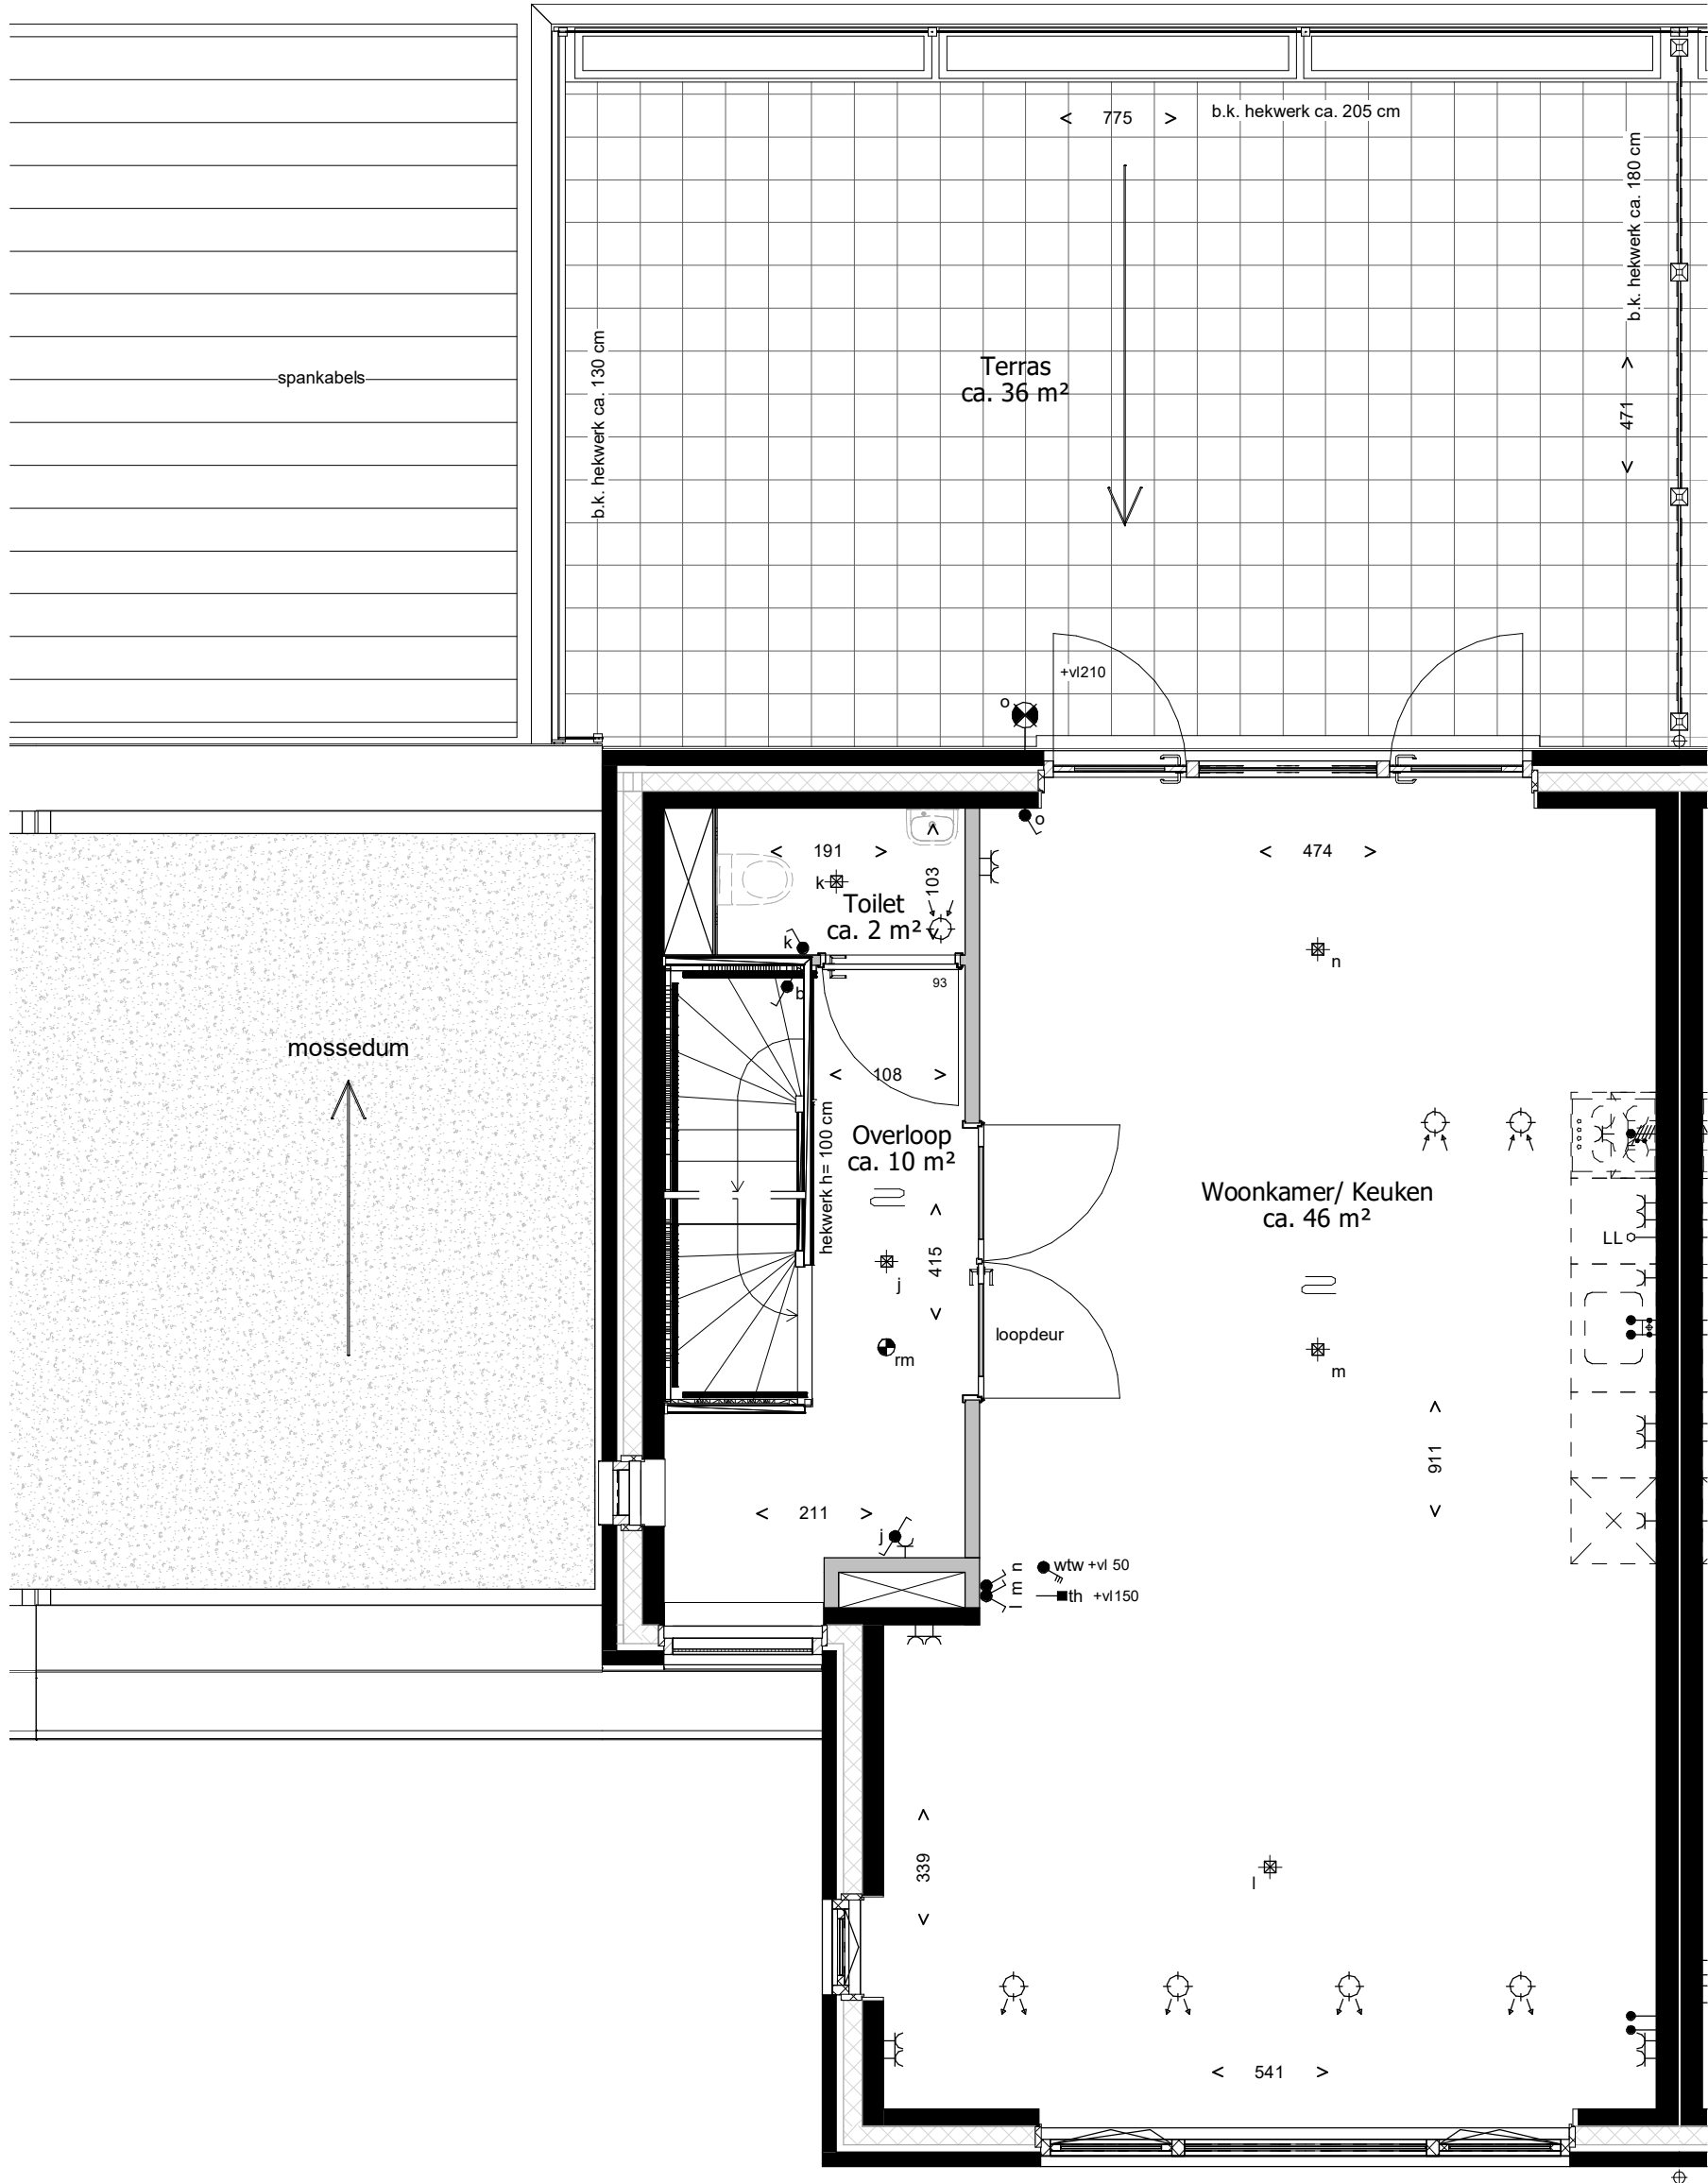 < 775 >
b.k. hekwerk ca. 205 cm
b.k. hekwerk ca. 180 cm
b.k. hekwerk ca. 130 cm
spankabels
Terras
ca. 36 m²
< 471 >
+vl210
o
o
< 191 >
< 474 >
k
< 103 >
Toilet
ca. 2 m²
k
n
b
93
mossedum
< 108 >
hekwerk h= 100 cm
Overloop
ca. 10 m²
Woonkamer/ Keuken
ca. 46 m²
LL
< 415 >
j
loopdeur
rm
m
< 911 >
< 211 >
j
n
m
l
wtw +vl 50
th +vl150
< 339 >
l
< 541 >